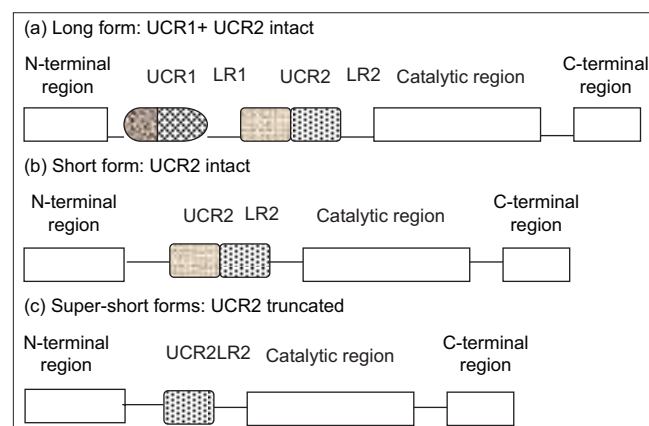 (a) Long form: UCR1+ UCR2 intact
N-terminal region UCR1 LR1 UCR2 LR2 Catalytic region C-terminal region
(b) Short form: UCR2 intact
N-terminal region UCR2 LR2 Catalytic region C-terminal region
(c) Super-short forms: UCR2 truncated
N-terminal region UCR2LR2 Catalytic region C-terminal region